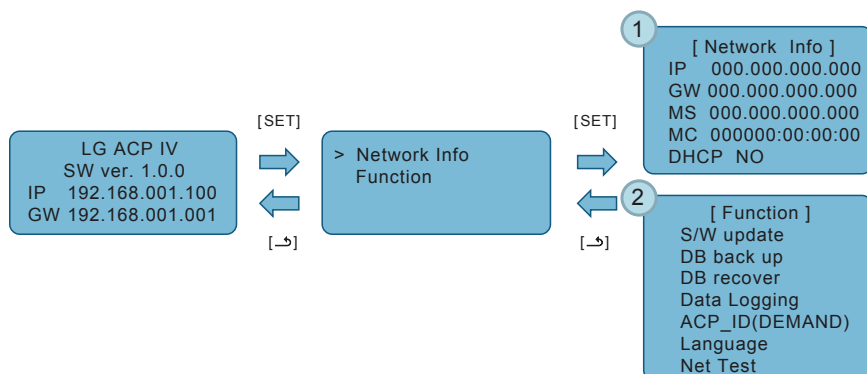 LG ACP IV
SW ver. 1.0.0
IP 192.168.001.100
GW 192.168.001.001
[SET]
[⮐]
> Network Info
Function
[SET]
[⮐]
1
[ Network Info ]
IP 000.000.000.000
GW 000.000.000.000
MS 000.000.000.000
MC 000000:00:00:00
DHCP NO
2
[ Function ]
S/W update
DB back up
DB recover
Data Logging
ACP_ID(DEMAND)
Language
Net Test